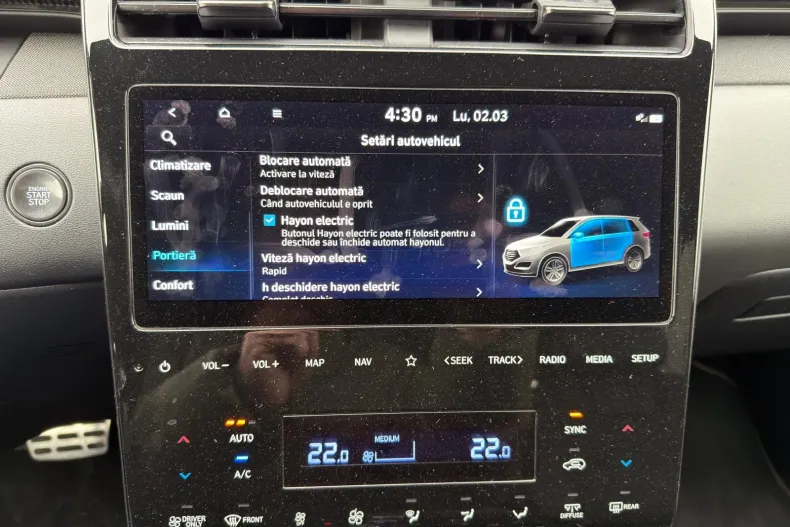 4:30 PM Lu, 02.03
Setări autovehicul
Climatizare
Scaun
Lumini
Portieră
Confort
Blocare automată
Activare la viteză
Deblocare automată
Când autovehiculul e oprit
Hayon electric
Butonul Hayon electric poate fi folosit pentru a
deschide sau închide automat hayonul.
Viteză hayon electric
Rapid
h deschidere hayon electric
Complet deschis
ENGINE
START
STOP
VOL− VOL+ MAP NAV <SEEK TRACK> RADIO MEDIA SETUP
AUTO
A/C
22.0 MEDIUM 22.0
SYNC
DRIVER
ONLY
FRONT
DIFFUSE
REAR